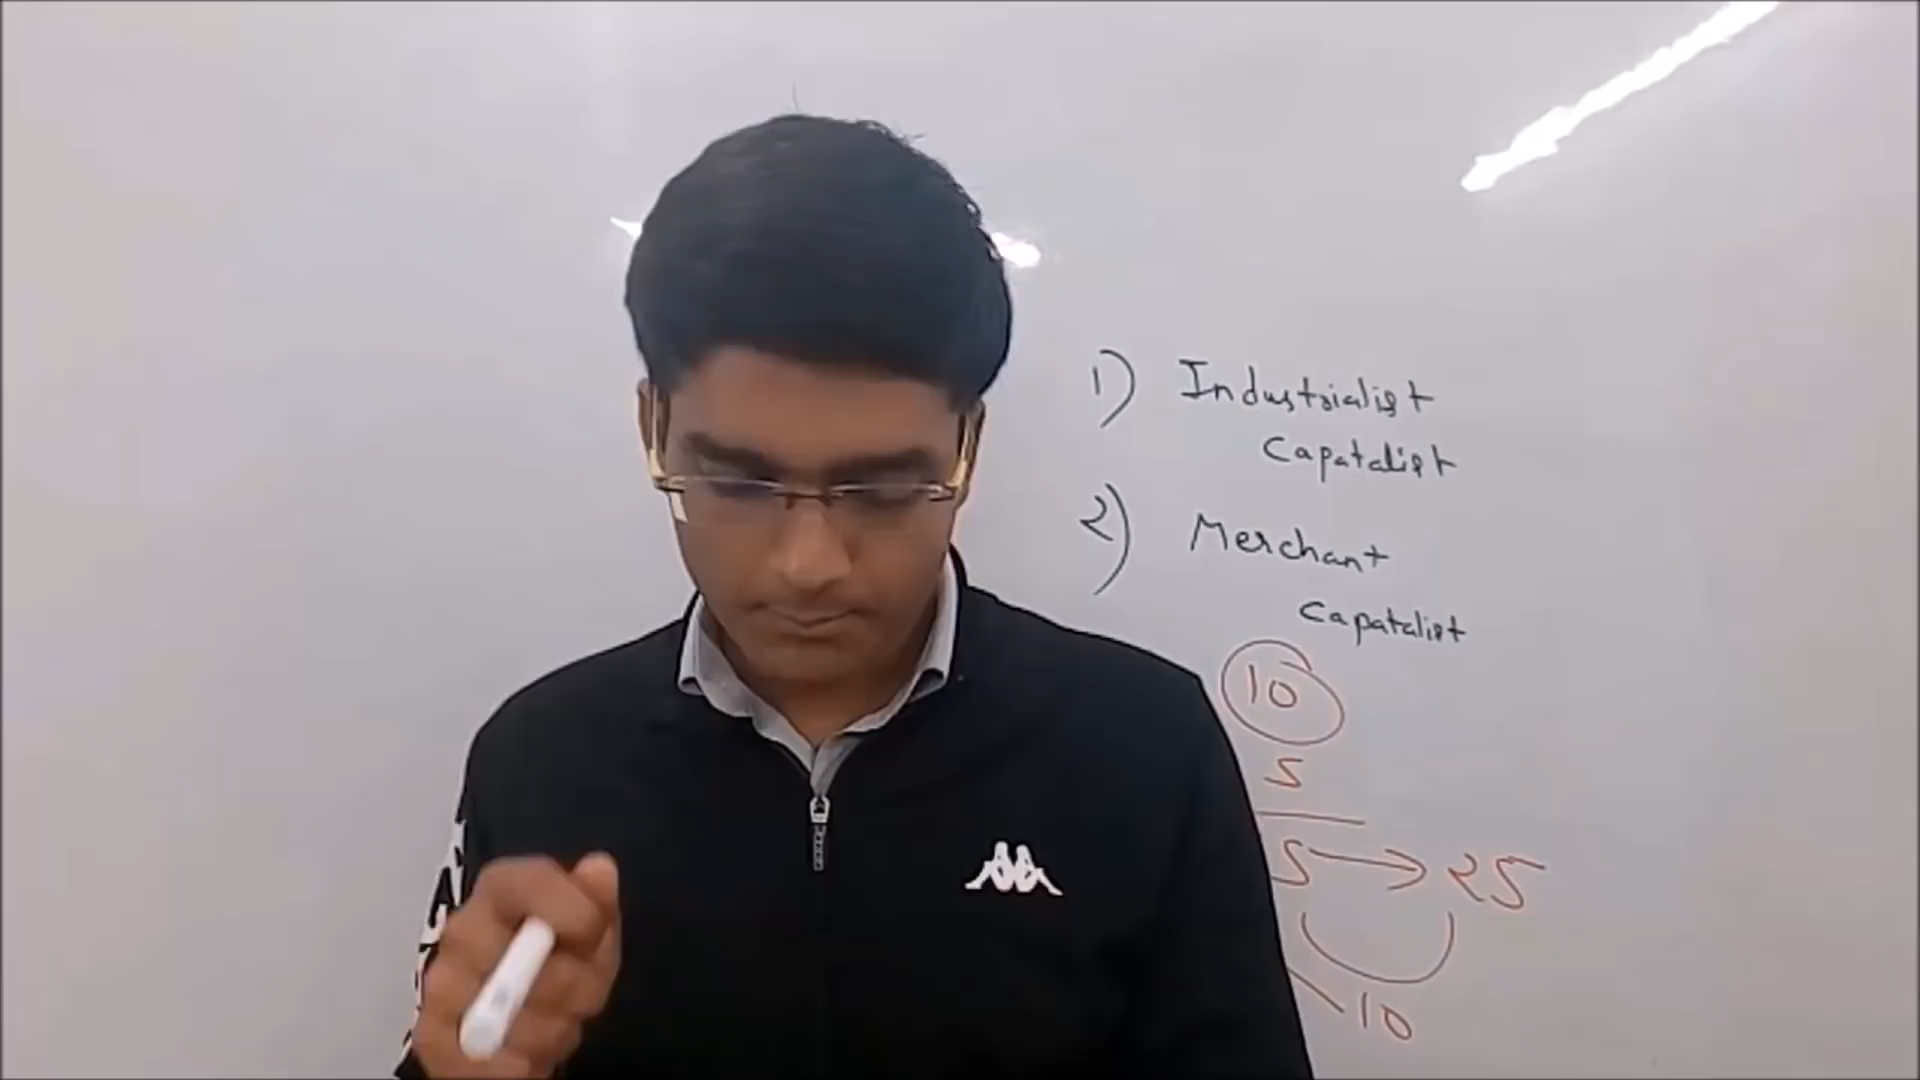 1) Industrialist
Capatalist
2) Merchant
Capatalist
10
5
5 → 25
10